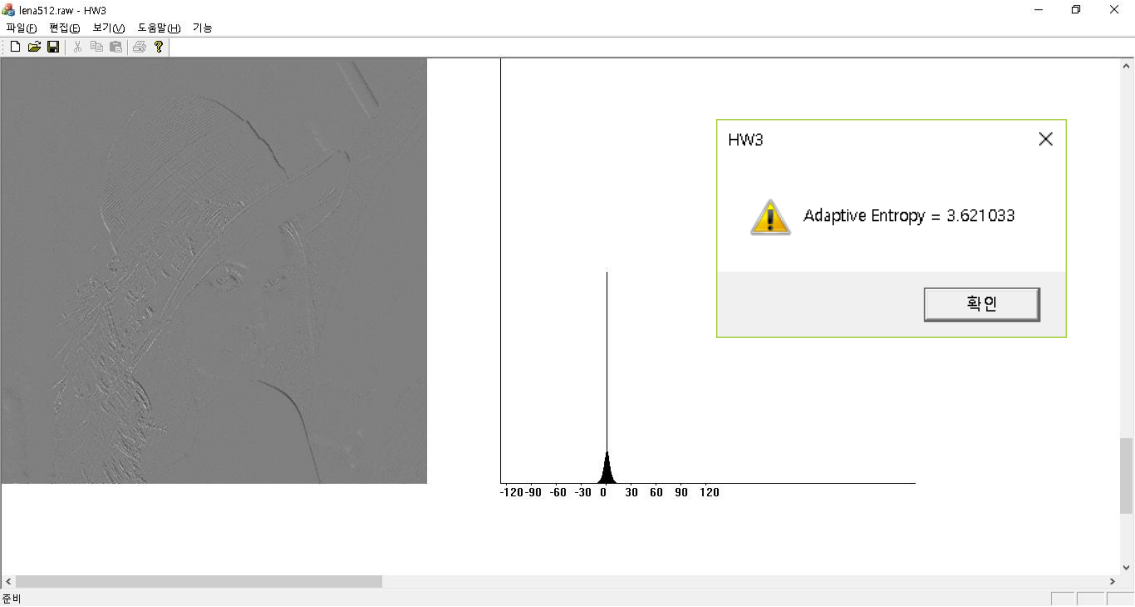 lena512.raw - HW3
파일(F) 편집(E) 보기(V) 도움말(H) 기능
HW3
Adaptive Entropy = 3.621033
확인
-120 -90 -60 -30 0 30 60 90 120
준비